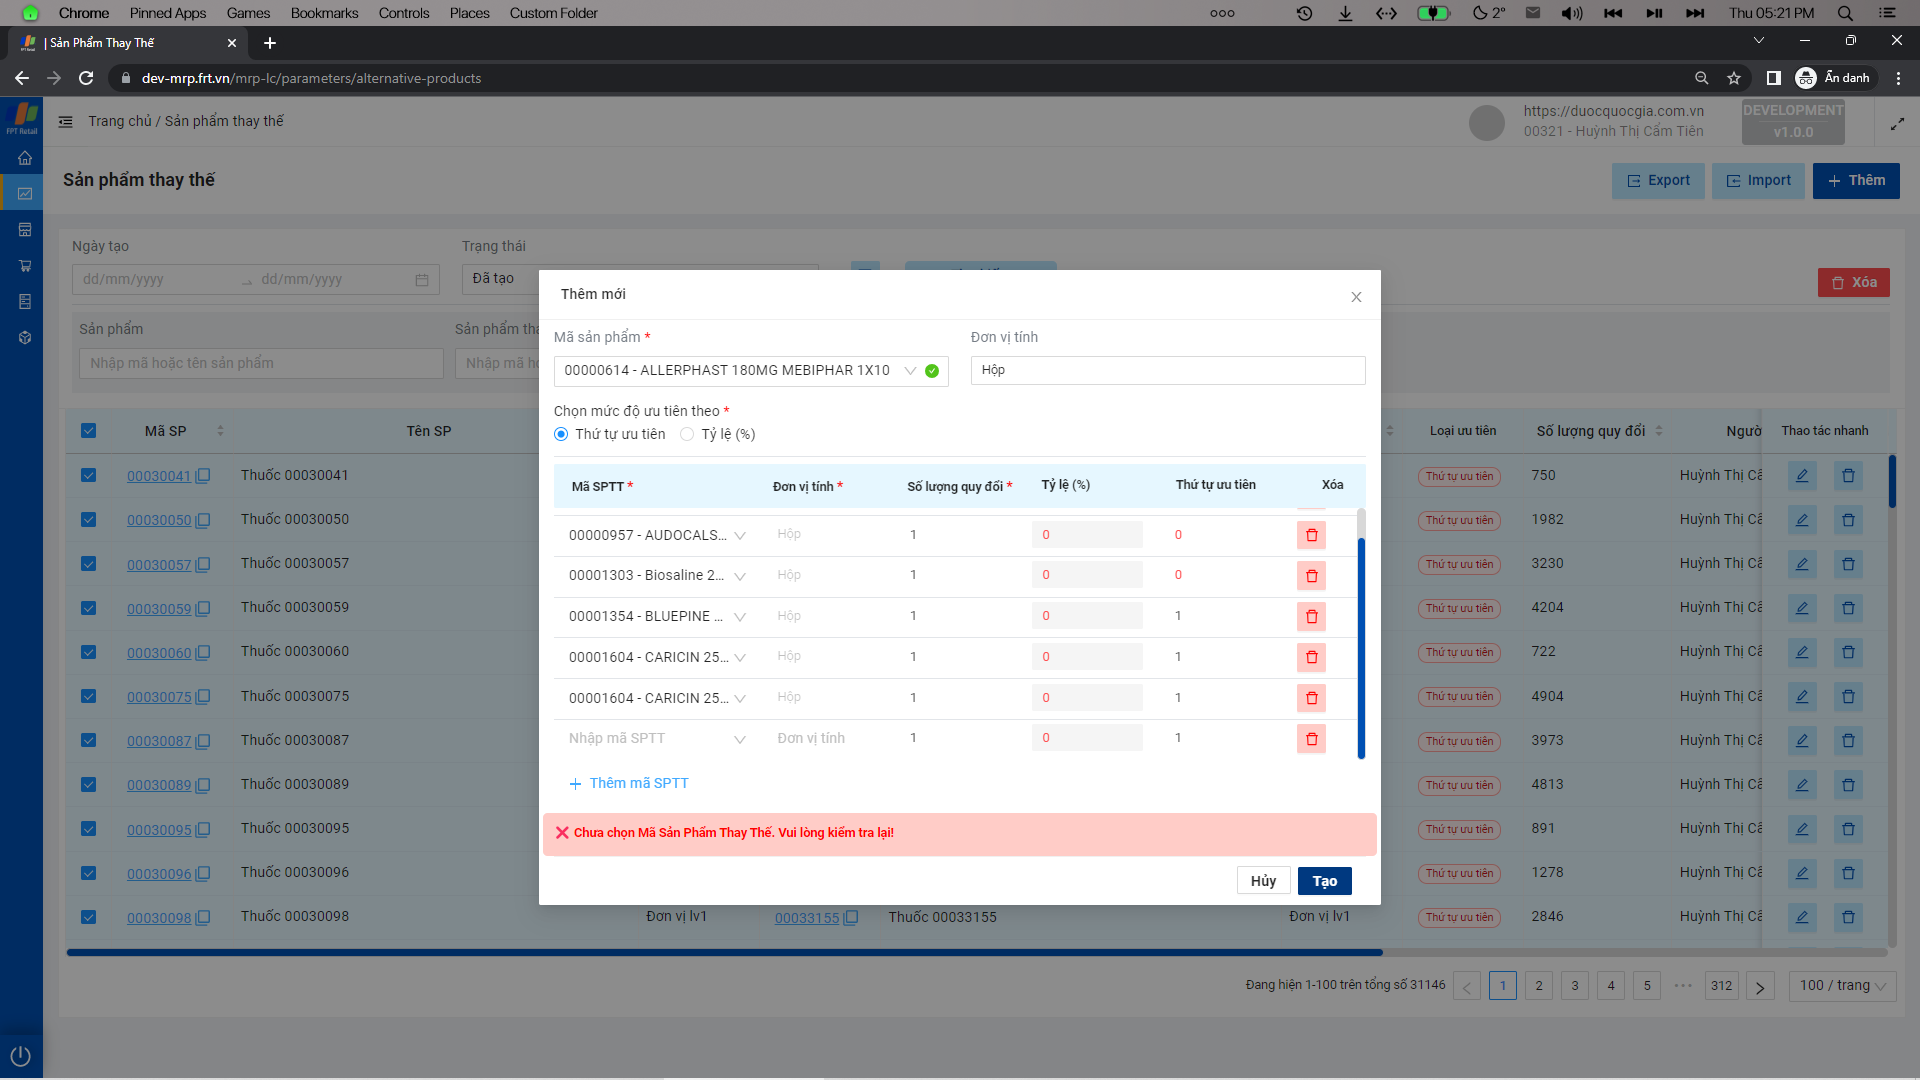 Chrome Pinned Apps Games Bookmarks Controls Places Custom Folder 2° Thu 05:21 PM
| Sản Phẩm Thay Thế
dev-mrp.frt.vn/mrp-lc/parameters/alternative-products Ẩn danh
FPT Retail
Trang chủ / Sản phẩm thay thế
https://duocquocgia.com.vn
00321 - Huỳnh Thị Cẩm Tiên
DEVELOPMENT
v1.0.0
Sản phẩm thay thế
Export Import Thêm
Ngày tạo Trạng thái
dd/mm/yyyy dd/mm/yyyy Đã tạo Xóa
Sản phẩm
Nhập mã hoặc tên sản phẩm
Thêm mới
Mã sản phẩm * Đơn vị tính
00000614 - ALLERPHAST 180MG MEBIPHAR 1X10 Hộp
Chọn mức độ ưu tiên theo *
Thứ tự ưu tiên Tỷ lệ (%)
Mã SPTT * Đơn vị tính * Số lượng quy đổi * Tỷ lệ (%) Thứ tự ưu tiên Xóa
00000957 - AUDOCALS... Hộp 1 0 0
00001303 - Biosaline 2... Hộp 1 0 0
00001354 - BLUEPINE ... Hộp 1 0 1
00001604 - CARICIN 25... Hộp 1 0 1
00001604 - CARICIN 25... Hộp 1 0 1
Nhập mã SPTT Đơn vị tính 1 0 1
Thêm mã SPTT
Chưa chọn Mã Sản Phẩm Thay Thế. Vui lòng kiểm tra lại!
Hủy Tạo
Mã SP Tên SP Loại ưu tiên Số lượng quy đổi Thao tác nhanh
00030041 Thuốc 00030041 Thứ tự ưu tiên 750 Huỳnh Thị
00030050 Thuốc 00030050 Thứ tự ưu tiên 1982 Huỳnh Thị
00030057 Thuốc 00030057 Thứ tự ưu tiên 3230 Huỳnh Thị
00030059 Thuốc 00030059 Thứ tự ưu tiên 4204 Huỳnh Thị
00030060 Thuốc 00030060 Thứ tự ưu tiên 722 Huỳnh Thị
00030075 Thuốc 00030075 Thứ tự ưu tiên 4904 Huỳnh Thị
00030087 Thuốc 00030087 Thứ tự ưu tiên 3973 Huỳnh Thị
00030089 Thuốc 00030089 Thứ tự ưu tiên 4813 Huỳnh Thị
00030095 Thuốc 00030095 Thứ tự ưu tiên 891 Huỳnh Thị
00030096 Thuốc 00030096 Thứ tự ưu tiên 1278 Huỳnh Thị
00030098 Thuốc 00030098 Đơn vị lv1 00033155 Thuốc 00033155 Đơn vị lv1 Thứ tự ưu tiên 2846 Huỳnh Thị
Đang hiện 1-100 trên tổng số 31146 1 2 3 4 5 ••• 312 100 / trang